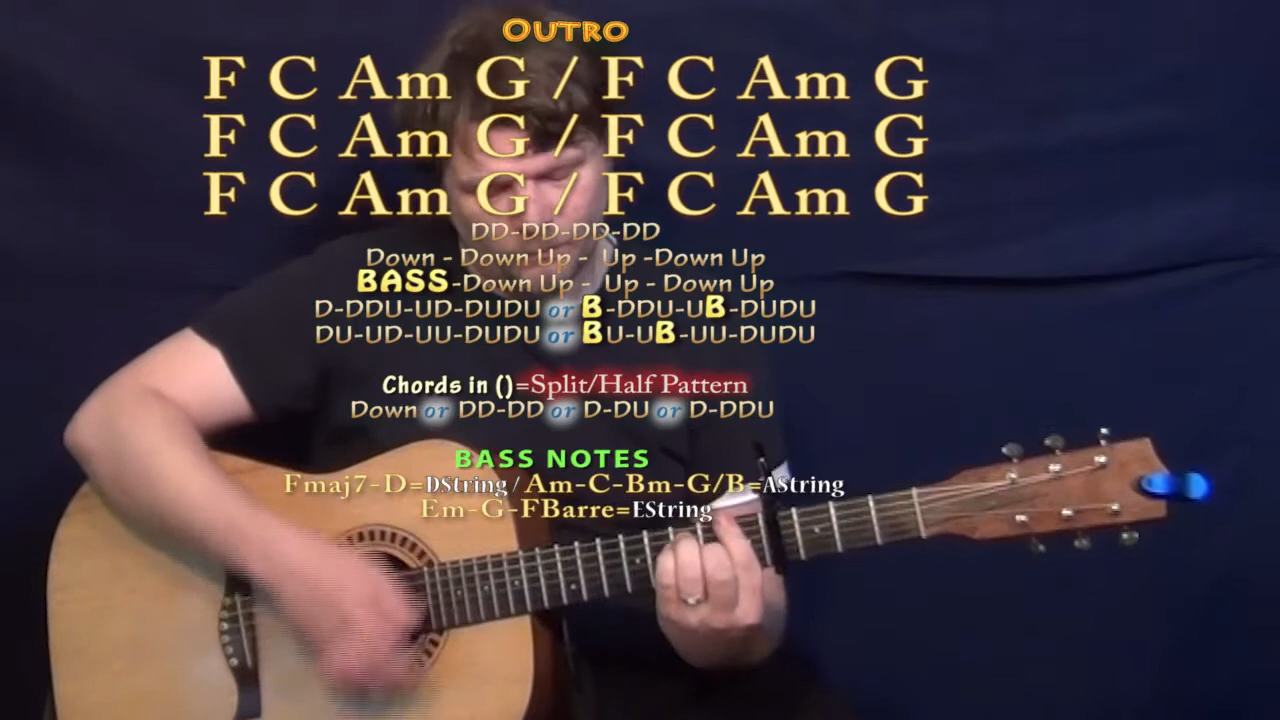 Outro
F C Am G / F C Am G
F C Am G / F C Am G
F C Am G / F C Am G
DD-DD-DD-DD
Down - Down Up - Up -Down Up
BASS-Down Up - Up - Down Up
D-DDU-UD-DUDU or B-DDU-UB-DUDU
DU-UD-UU-DUDU or BU-UB-UU-DUDU
Chords in ()=Split/Half Pattern
Down or DD-DD or D-DU or D-DDU
BASS NOTES
Fmaj7-D=DString/Am-C-Bm-G/B=AString
Em-G-FBarre=EString